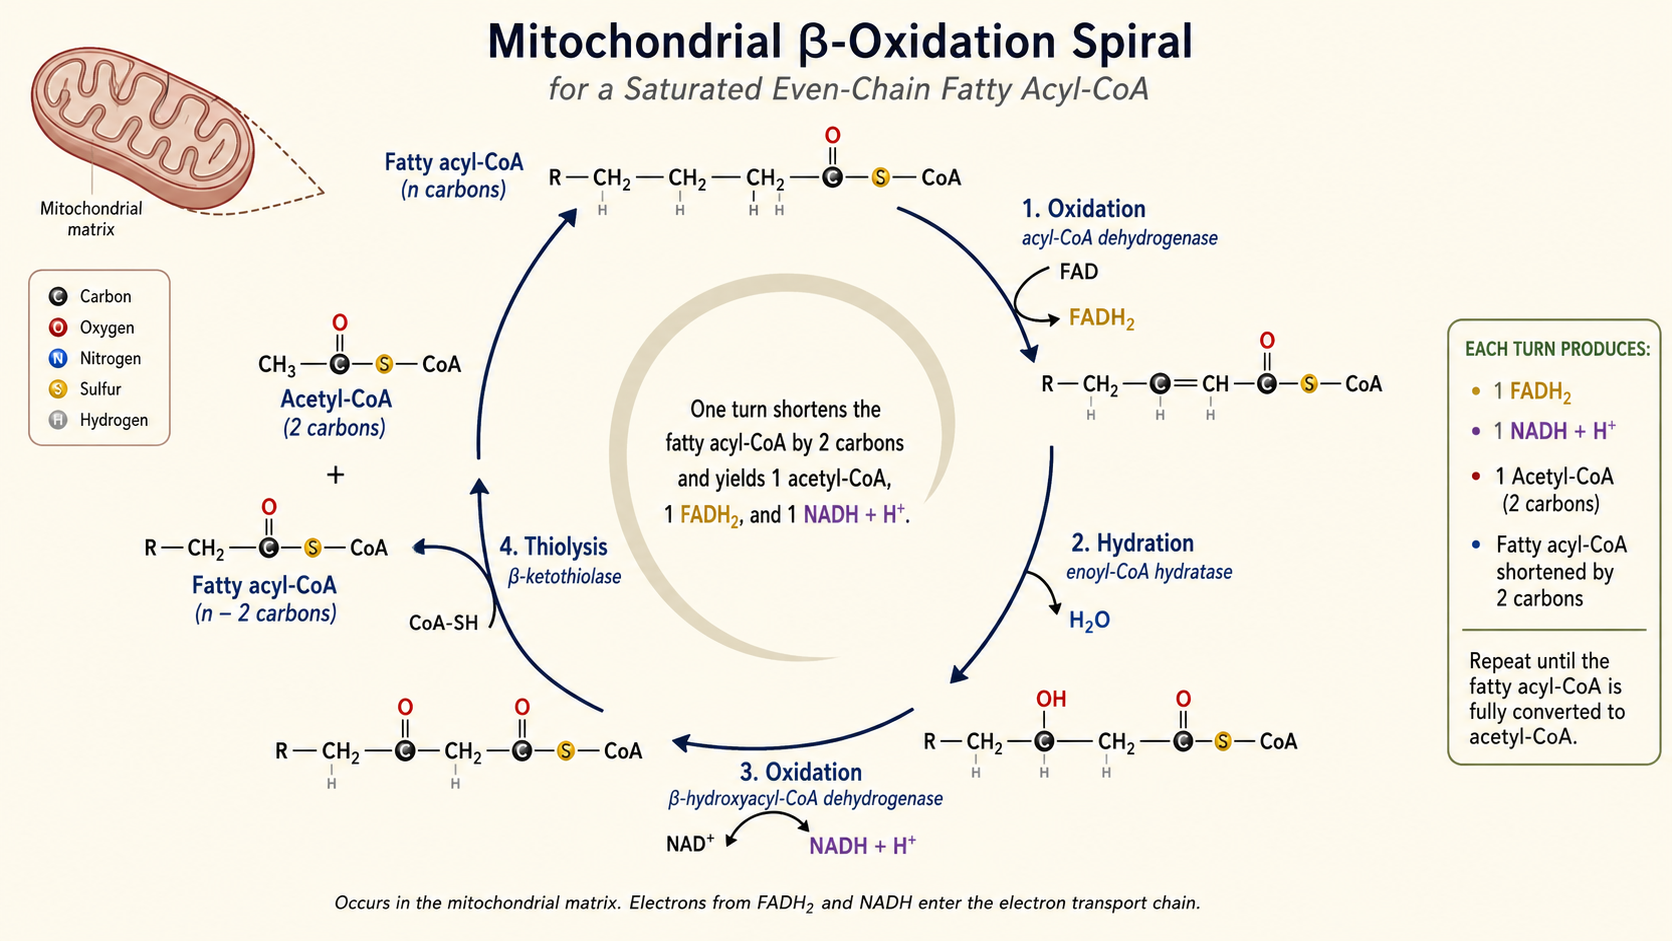 Mitochondrial β-Oxidation Spiral
for a Saturated Even-Chain Fatty Acyl-CoA
Mitochondrial
matrix
C Carbon
O Oxygen
N Nitrogen
S Sulfur
H Hydrogen
Fatty acyl-CoA
(n carbons)
O
R—CH₂—CH₂—CH₂—C—S—CoA
H H H H
1. Oxidation
acyl-CoA dehydrogenase
FAD
FADH₂
O
R—CH₂—C=CH—C—S—CoA
H H H
2. Hydration
enoyl-CoA hydratase
H₂O
OH O
R—CH₂—C—CH₂—C—S—CoA
H H H
3. Oxidation
β-hydroxyacyl-CoA dehydrogenase
NAD⁺ NADH + H⁺
O O
R—CH₂—C—CH₂—C—S—CoA
H H
4. Thiolysis
β-ketothiolase
CoA-SH
O
CH₃—C—S—CoA
Acetyl-CoA
(2 carbons)
+
O
R—CH₂—C—S—CoA
Fatty acyl-CoA
(n – 2 carbons)
One turn shortens the
fatty acyl-CoA by 2 carbons
and yields 1 acetyl-CoA,
1 FADH₂, and 1 NADH + H⁺.
EACH TURN PRODUCES:
• 1 FADH₂
• 1 NADH + H⁺
• 1 Acetyl-CoA
(2 carbons)
• Fatty acyl-CoA
shortened by
2 carbons
Repeat until the
fatty acyl-CoA is
fully converted to
acetyl-CoA.
Occurs in the mitochondrial matrix. Electrons from FADH₂ and NADH enter the electron transport chain.